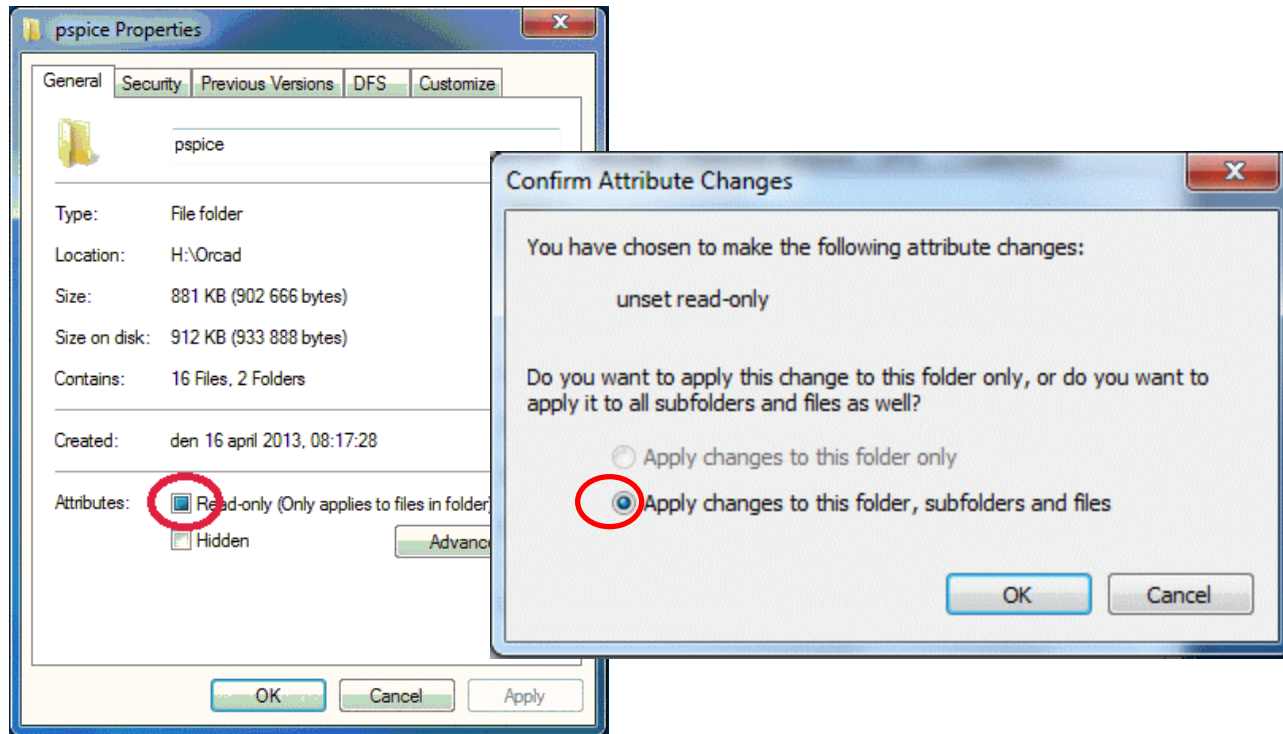 pspice Properties
General Security Previous Versions DFS Customize
pspice
Type: File folder
Location: H:\Orcad
Size: 881 KB (902 666 bytes)
Size on disk: 912 KB (933 888 bytes)
Contains: 16 Files, 2 Folders
Created: den 16 april 2013, 08:17:28
Attributes: Read-only (Only applies to files in folder)
Hidden
OK Cancel Apply
Confirm Attribute Changes
You have chosen to make the following attribute changes:
unset read-only
Do you want to apply this change to this folder only, or do you want to
apply it to all subfolders and files as well?
Apply changes to this folder only
Apply changes to this folder, subfolders and files
OK Cancel